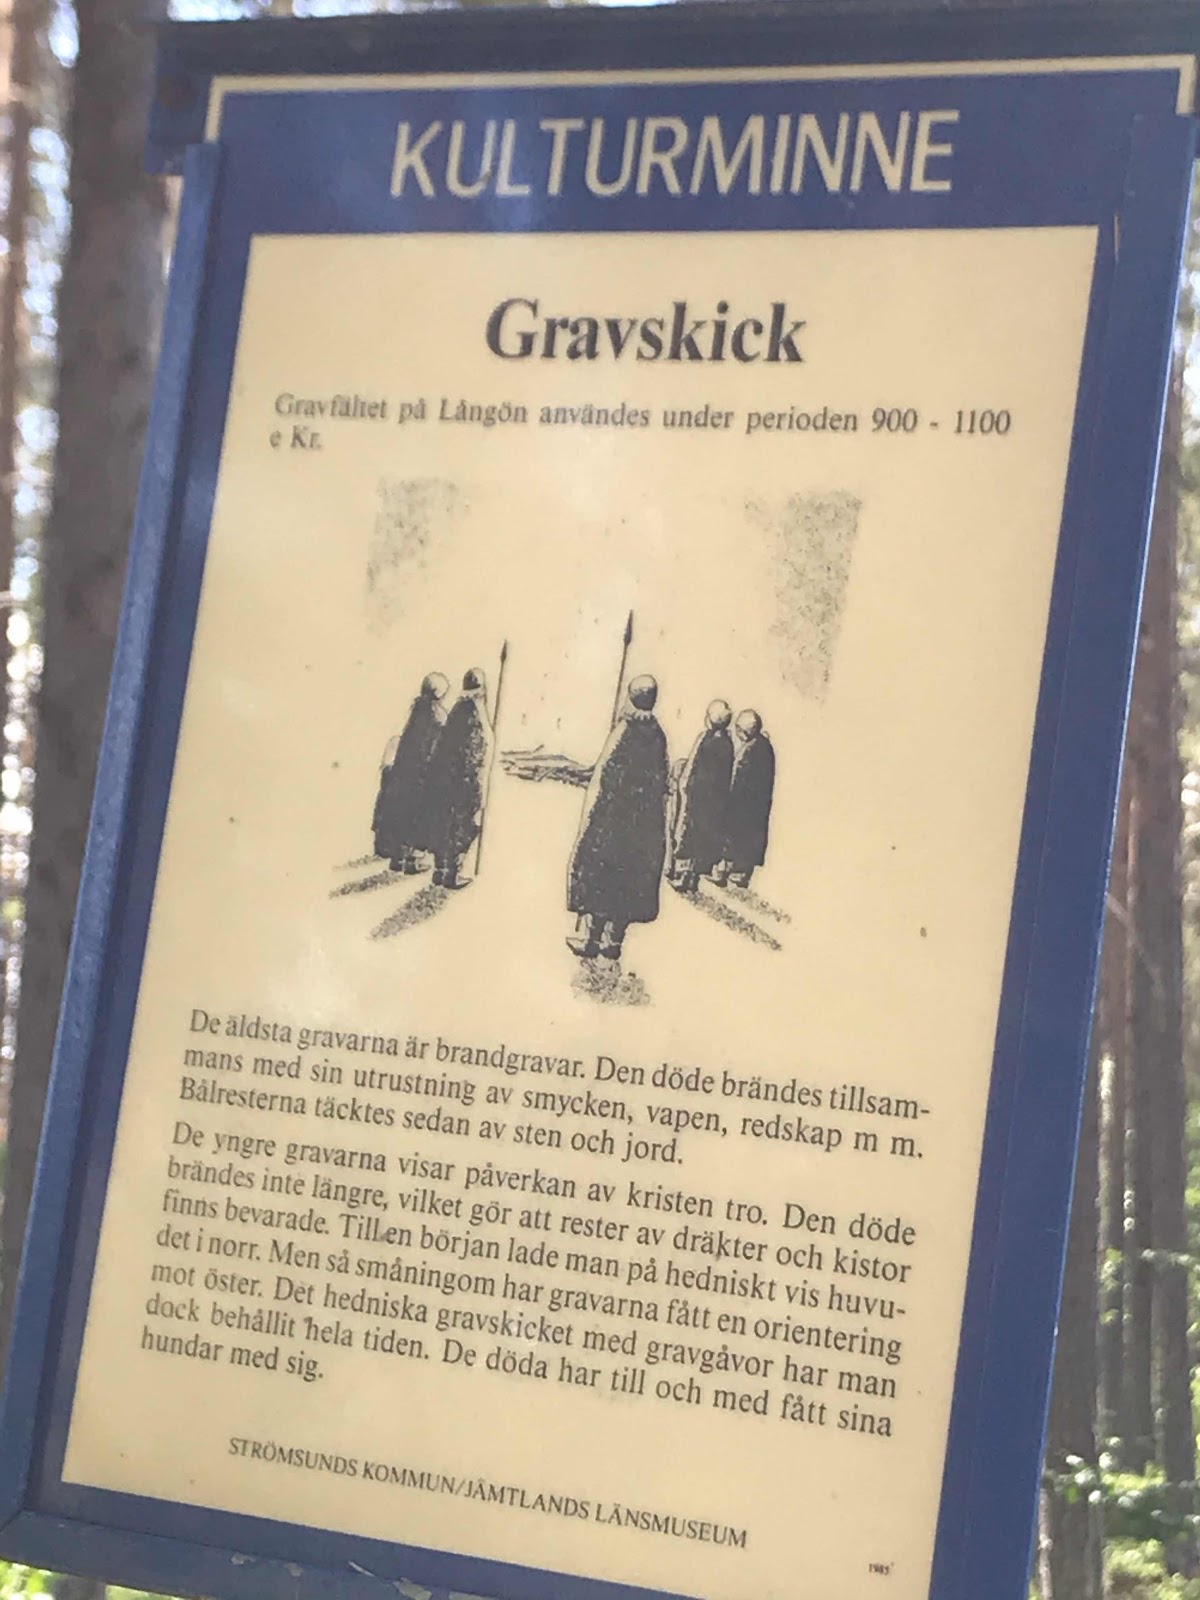 KULTURMINNE
Gravskick
Gravfältet på Långön användes under perioden 900 - 1100
e Kr.
De äldsta gravarna är brandgravar. Den döde brändes tillsam-
mans med sin utrustning av smycken, vapen, redskap m m.
Bålresterna täcktes sedan av sten och jord.
De yngre gravarna visar påverkan av kristen tro. Den döde
brändes inte längre, vilket gör att rester av dräkter och kistor
finns bevarade. Till en början lade man på hedniskt vis huvu-
det i norr. Men så småningom har gravarna fått en orientering
mot öster. Det hedniska gravskicket med gravgåvor har man
dock behållit hela tiden. De döda har till och med fått sina
hundar med sig.
STRÖMSUNDS KOMMUN/JÄMTLANDS LÄNSMUSEUM
1985